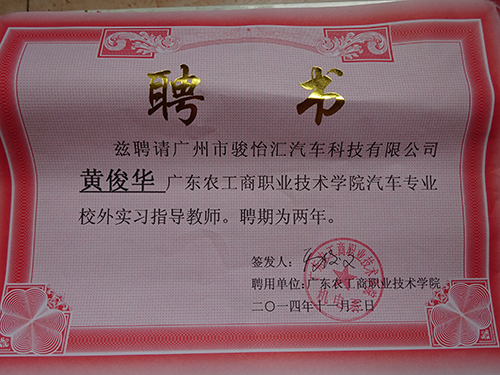 聘 书
兹聘请广州市骏怡汇汽车科技有限公司
黄俊华 广东农工商职业技术学院汽车专业
校外实习指导教师。聘期为两年。
签发人:
聘用单位:广东农工商职业技术学院
二〇一四年十一月三日